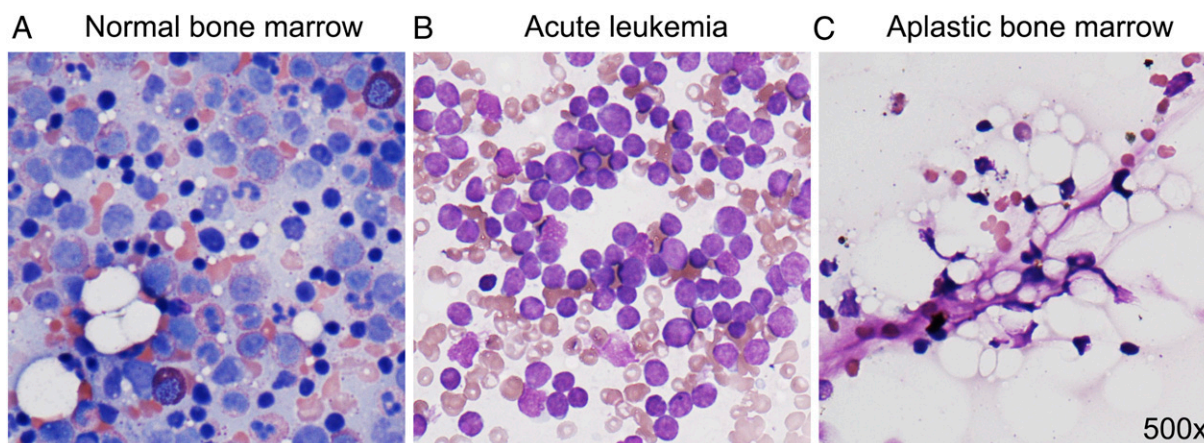 A Normal bone marrow
B Acute leukemia
C Aplastic bone marrow
500x